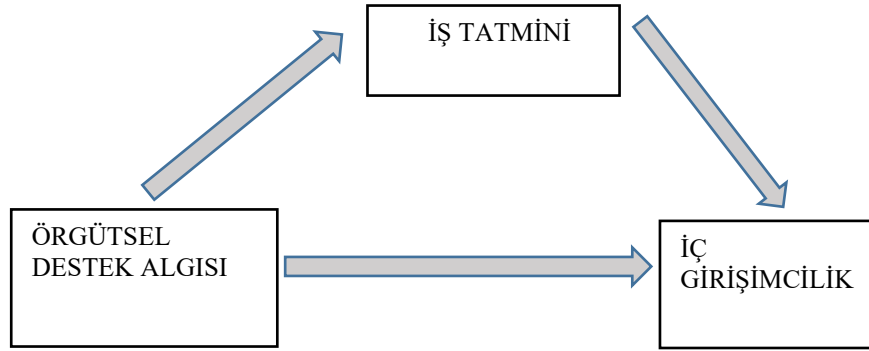 İŞ TATMİNİ
ÖRGÜTSEL
DESTEK ALGISI
İÇ
GİRİŞİMCİLİK